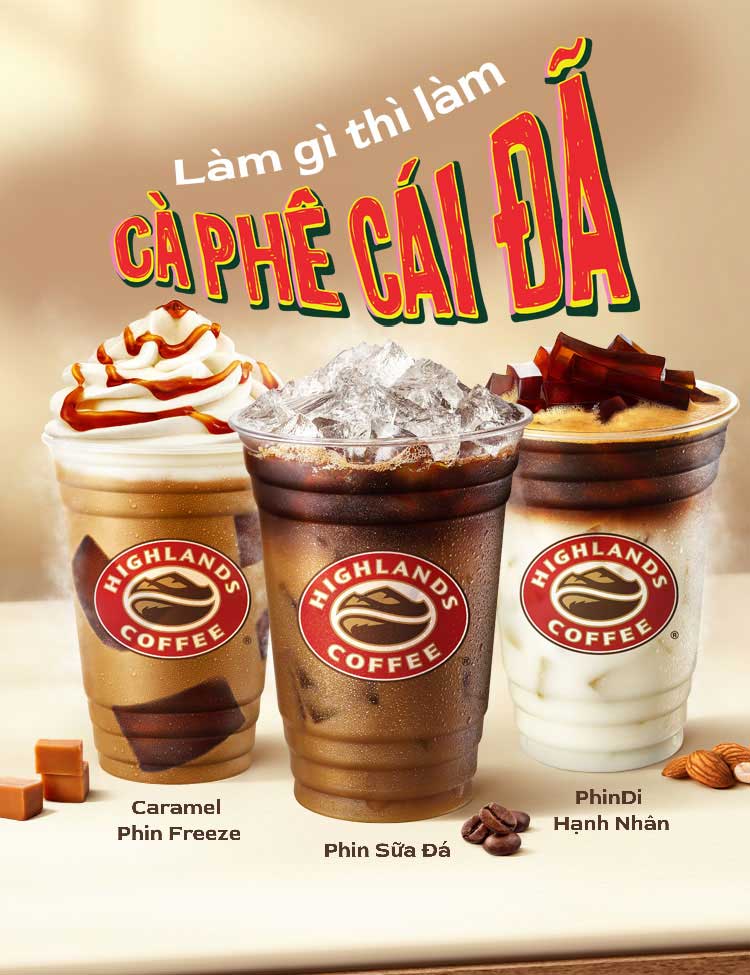 Làm gì thì làm
CÀ PHÊ CÁI ĐÃ
HIGHLANDS
COFFEE
®
HIGHLANDS
COFFEE
®
HIGHLANDS
COFFEE
®
Caramel
Phin Freeze
Phin Sữa Đá
PhinDi
Hạnh Nhân